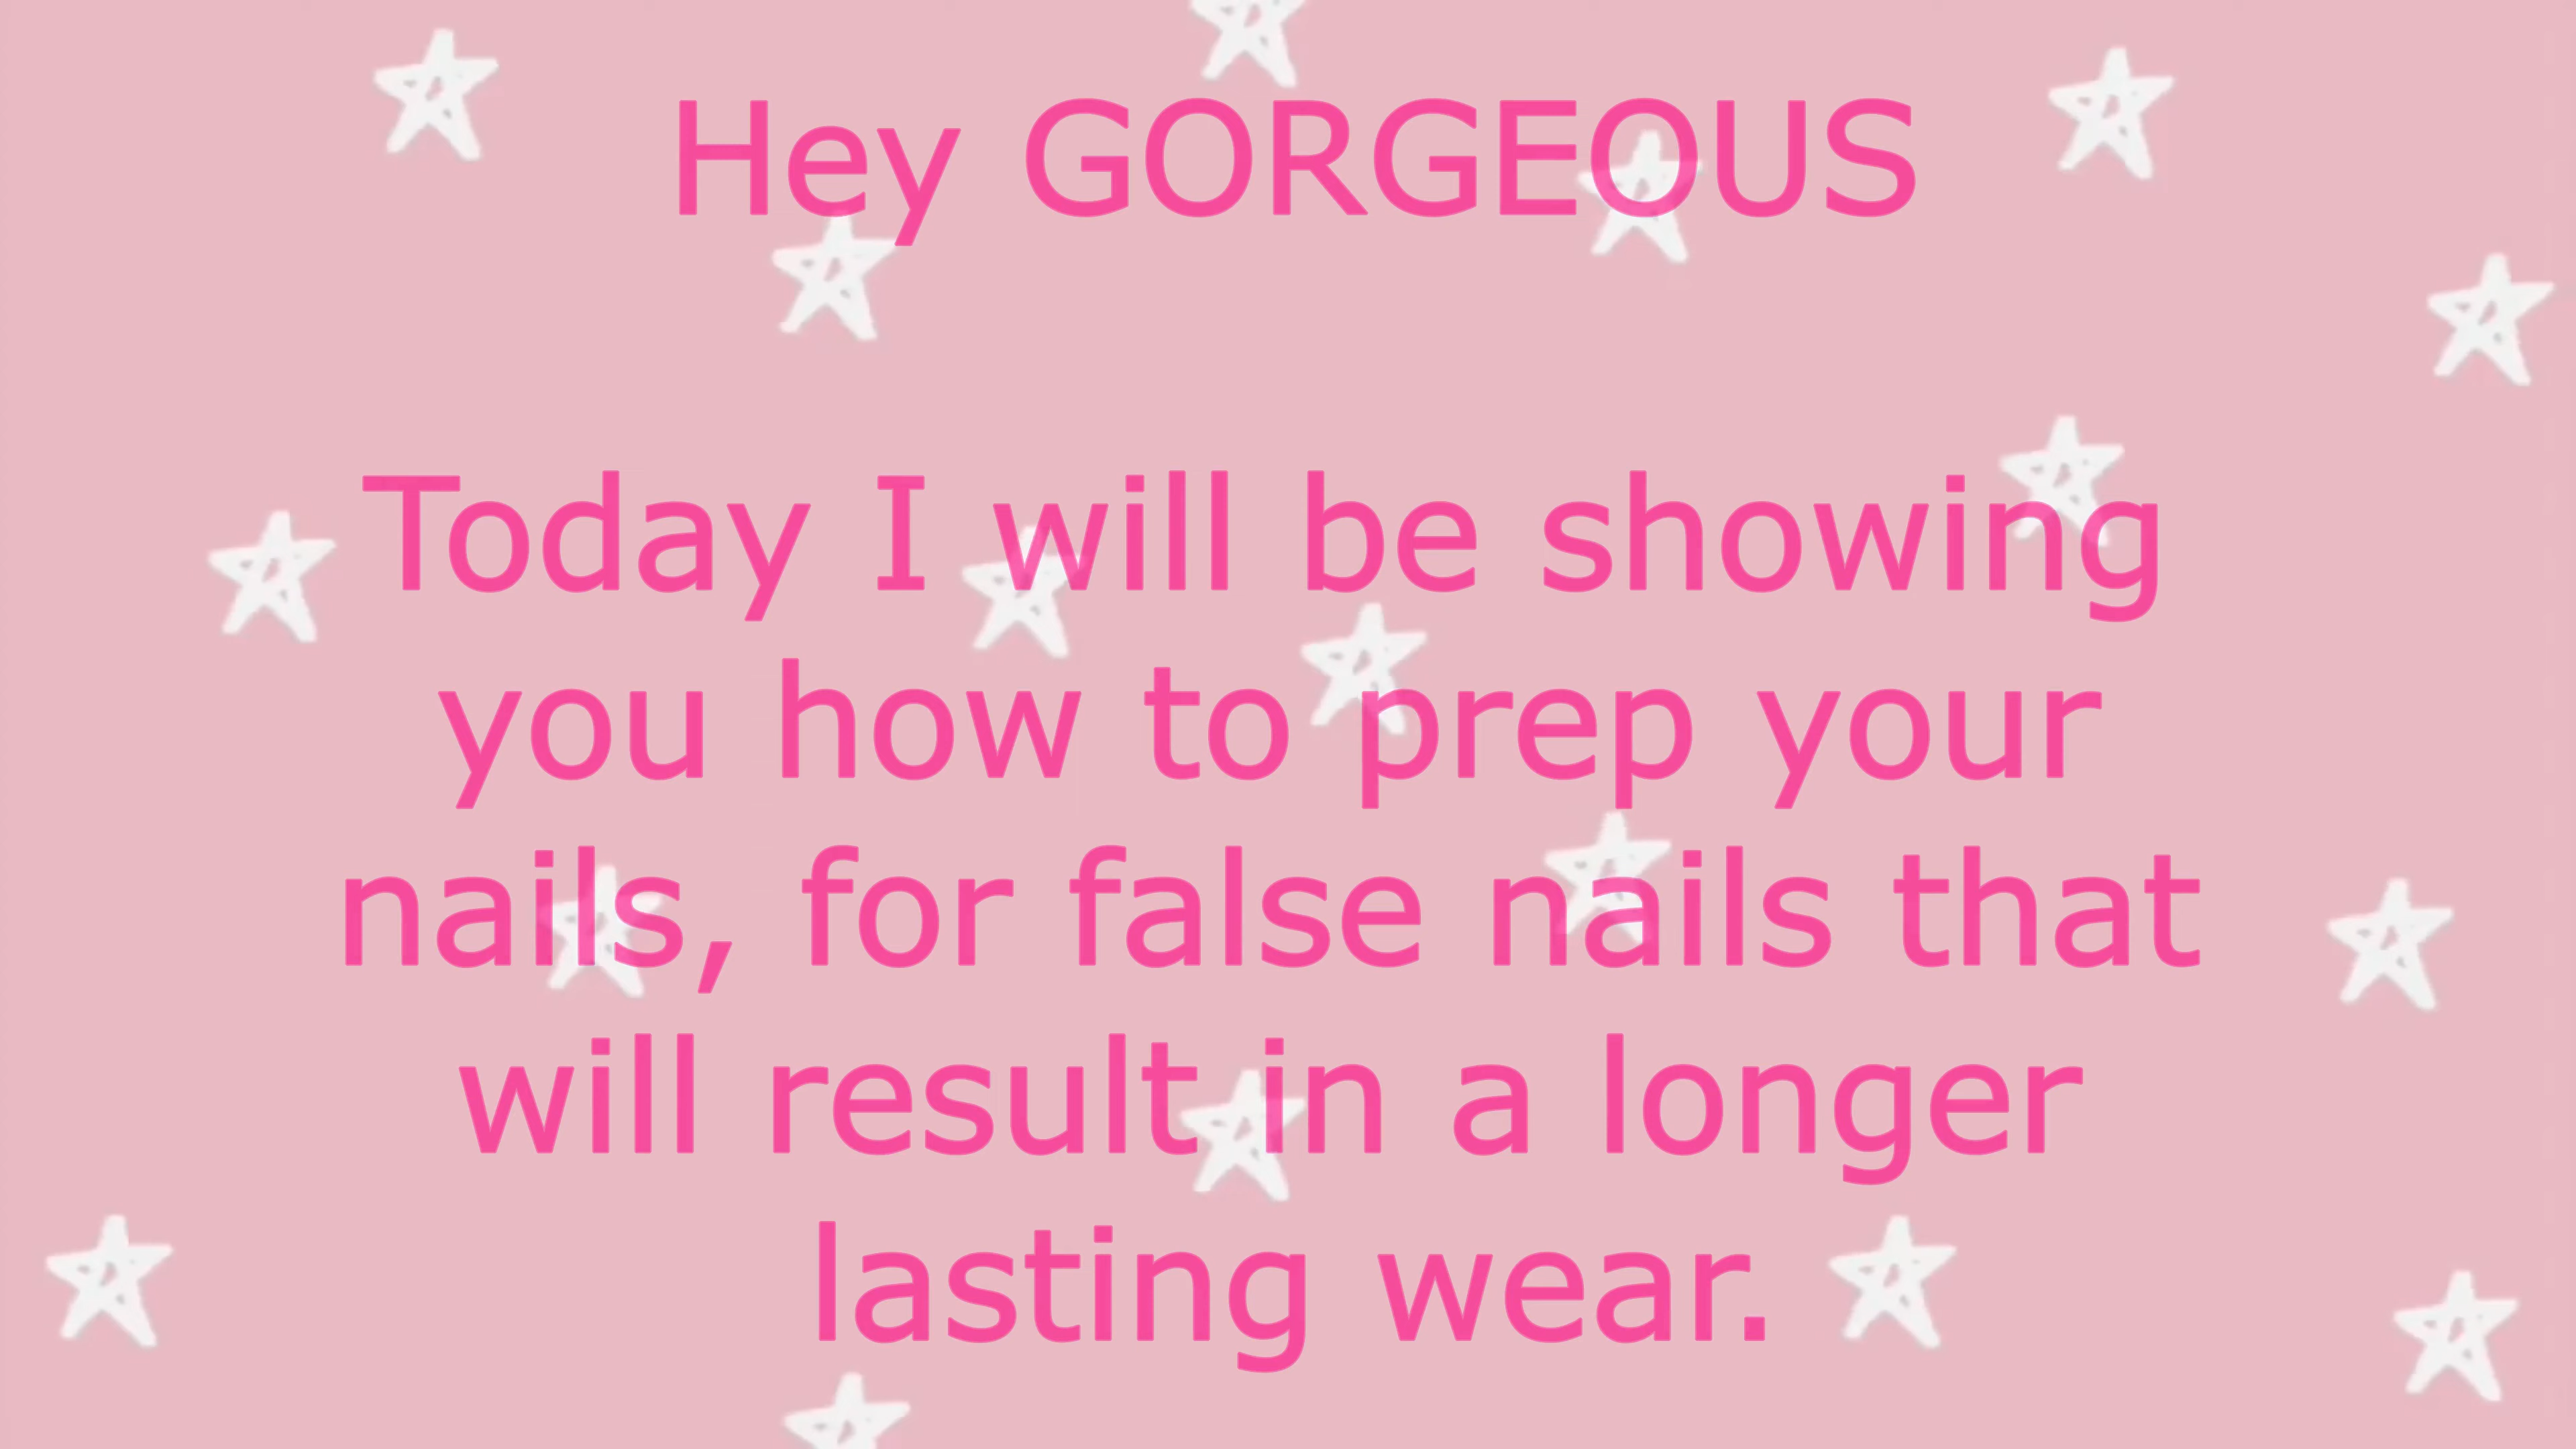 Hey GORGEOUS
Today I will be showing
you how to prep your
nails, for false nails that
will result in a longer
lasting wear.